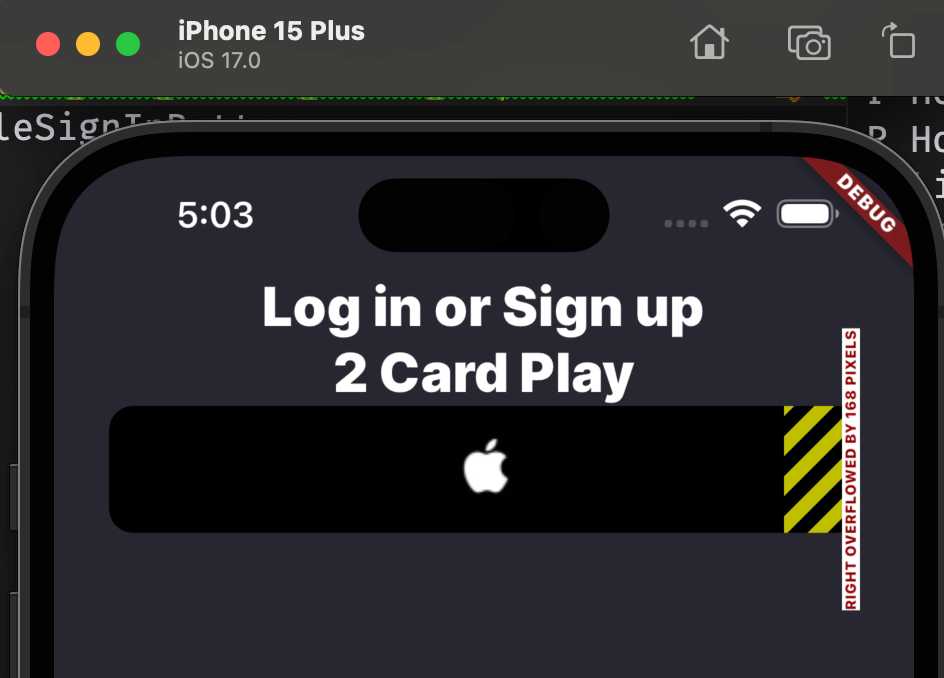 iPhone 15 Plus
iOS 17.0
5:03
DEBUG
Log in or Sign up
2 Card Play
RIGHT OVERFLOWED BY 168 PIXELS